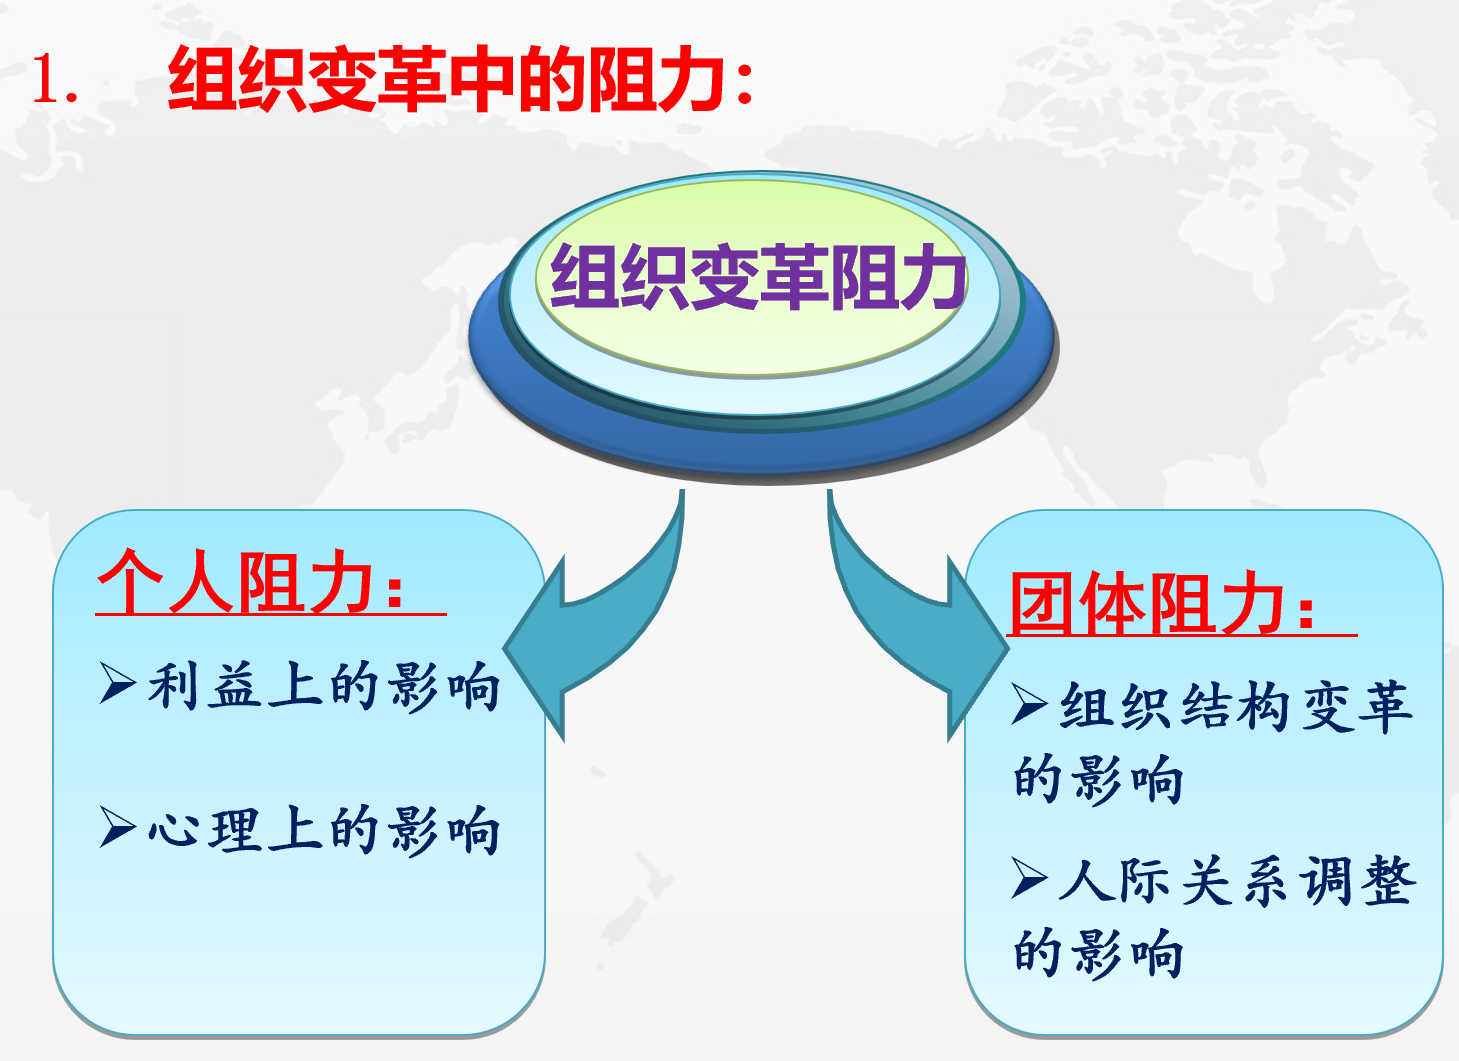 1. 组织变革中的阻力：
组织变革阻力
个人阻力：
➢利益上的影响
➢心理上的影响
团体阻力：
➢组织结构变革
的影响
➢人际关系调整
的影响